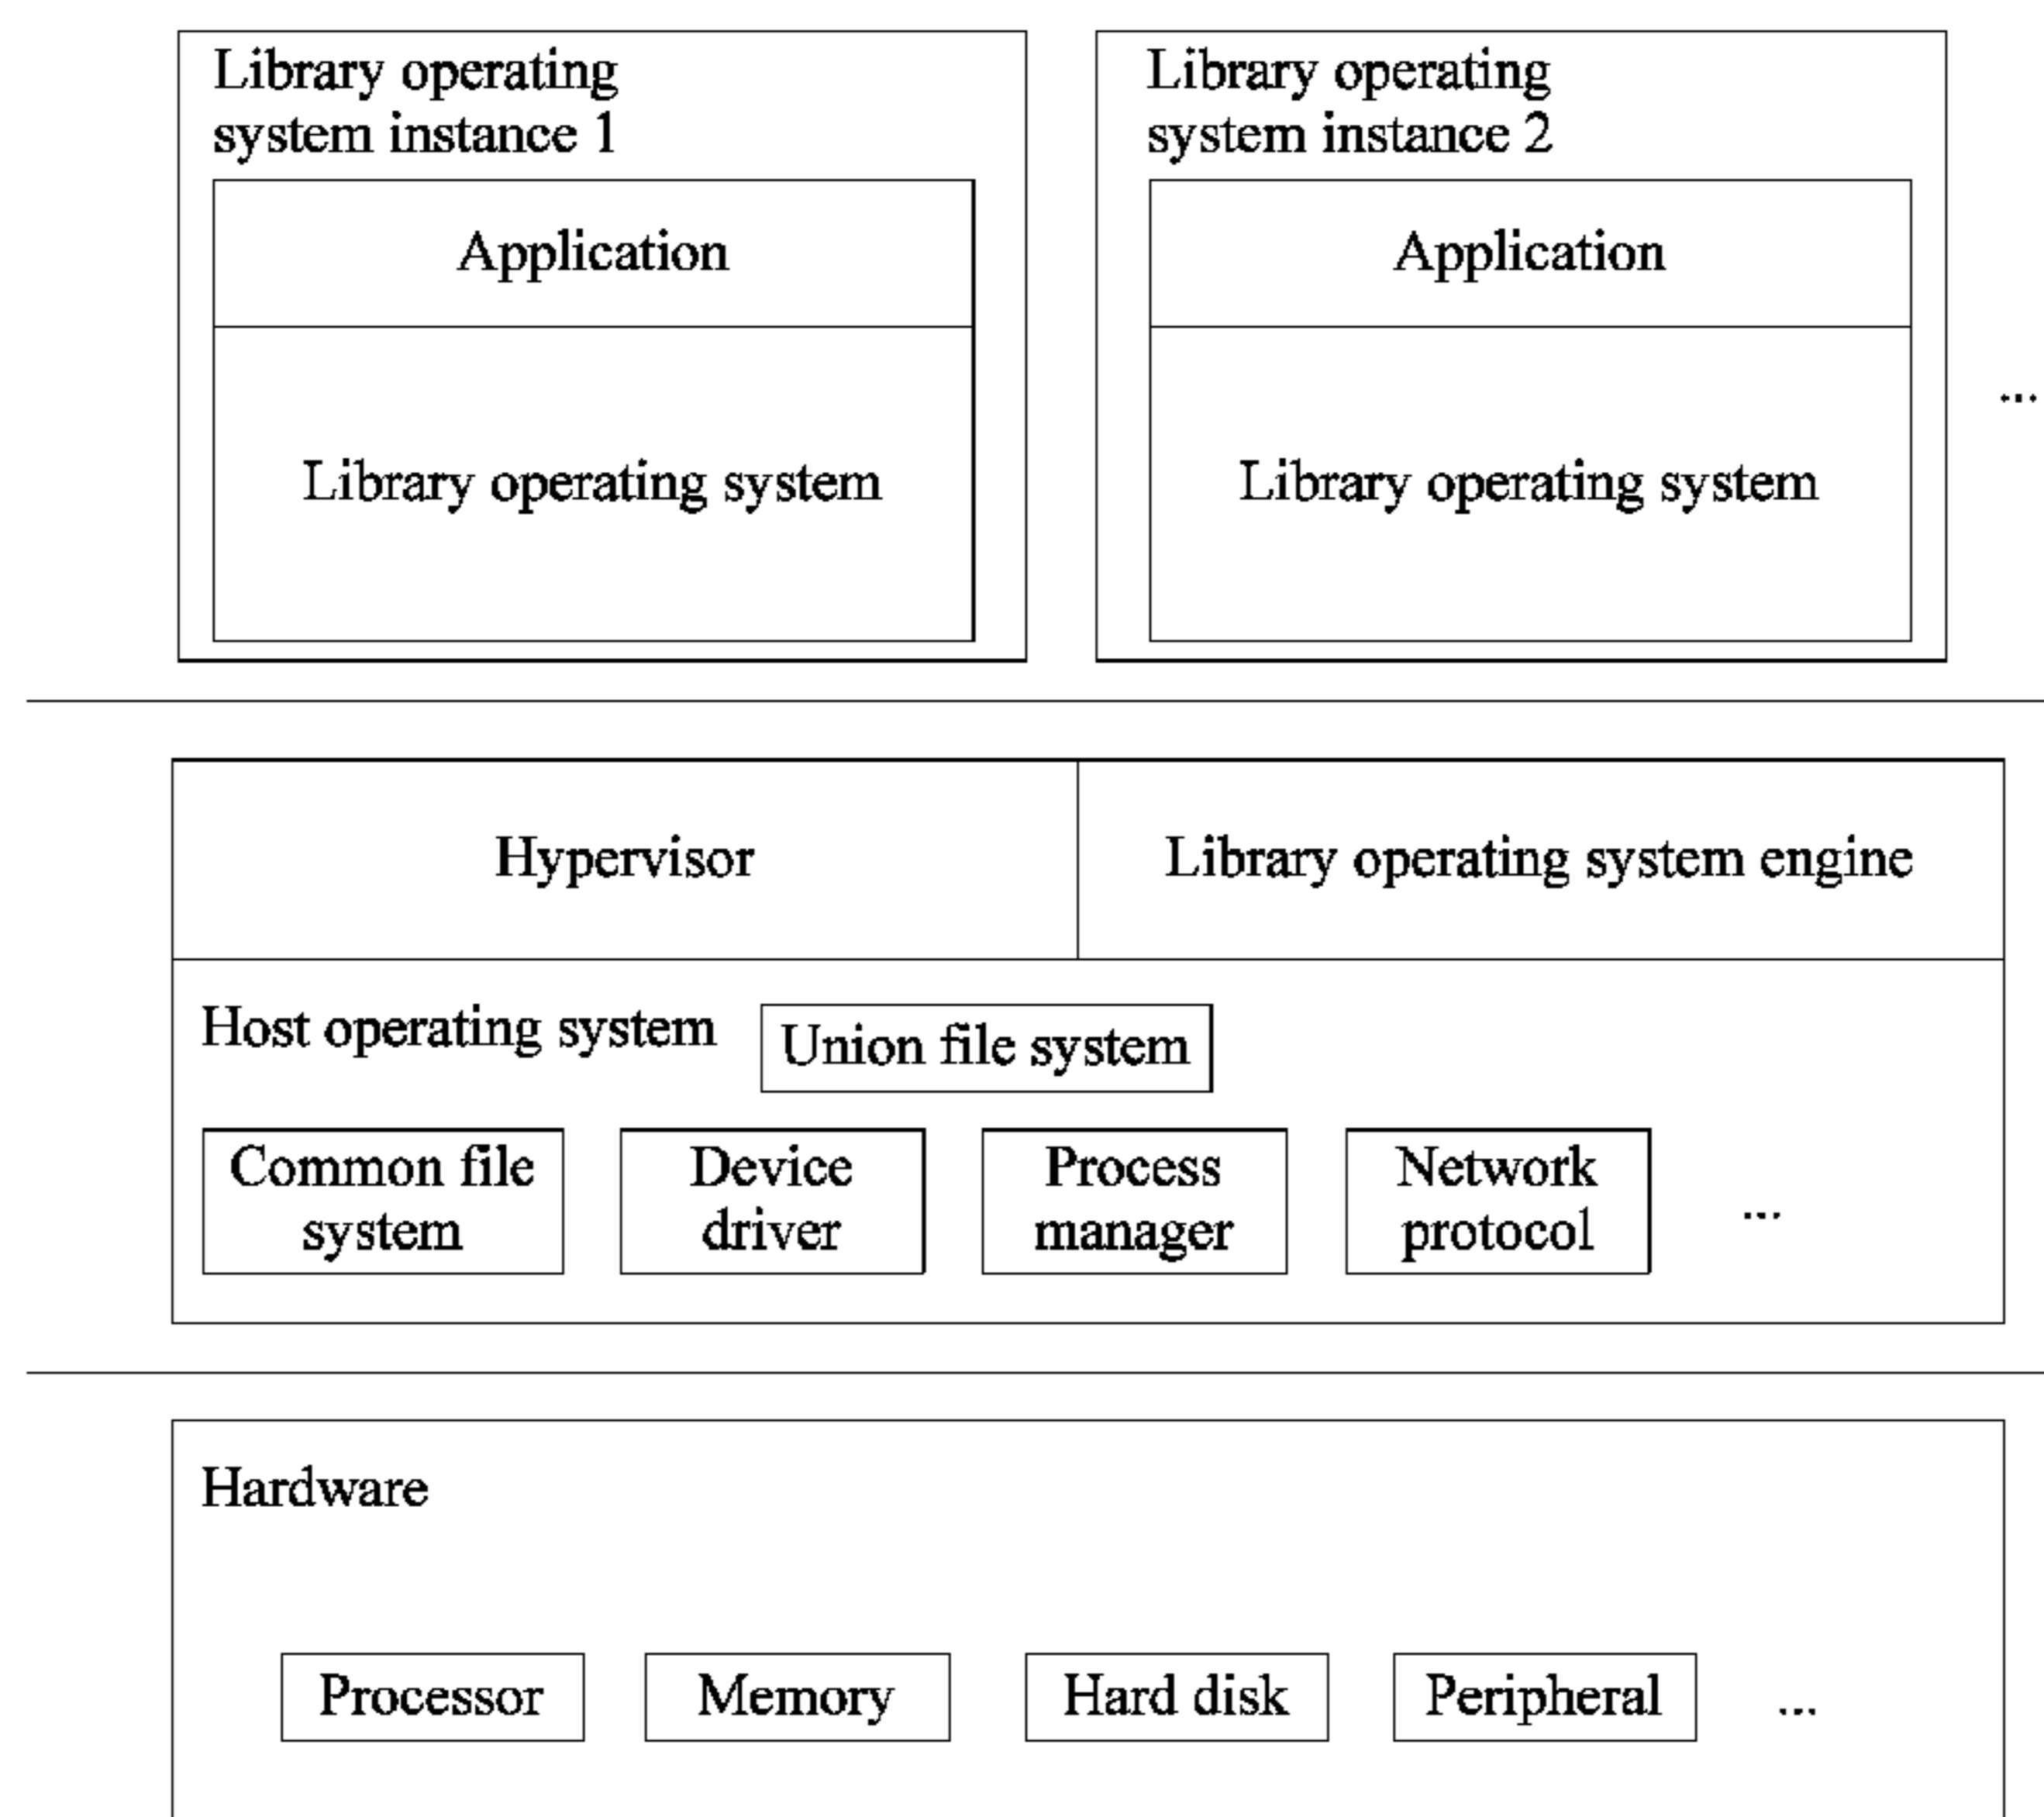 Library operating
system instance 1
Application
Library operating system
Library operating
system instance 2
Application
Library operating system
...
Hypervisor
Library operating system engine
Host operating system
Union file system
Common file
system
Device
driver
Process
manager
Network
protocol
...
Hardware
Processor
Memory
Hard disk
Peripheral
...